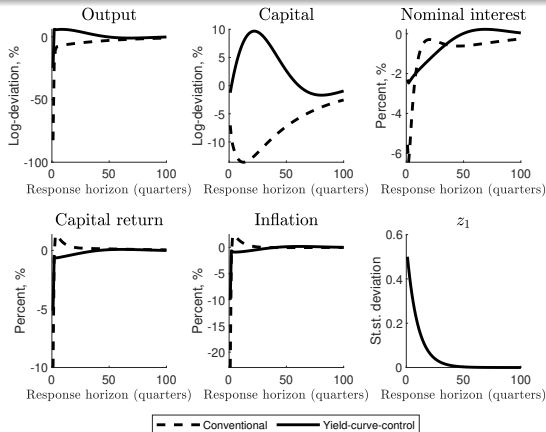 Output Capital Nominal interest
Log-deviation, %
0
-50
-100
0 50 100
Response horizon (quarters)
Log-deviation, %
10
5
0
-5
-10
0 50 100
Response horizon (quarters)
Percent, %
0
-2
-4
-6
0 50 100
Response horizon (quarters)
Capital return Inflation z1
Percent, %
0
-5
-10
0 50 100
Response horizon (quarters)
Percent, %
0
-5
-10
-15
-20
0 50 100
Response horizon (quarters)
St.st. deviation
0.6
0.4
0.2
0
0 50 100
Response horizon (quarters)
Conventional Yield-curve-control